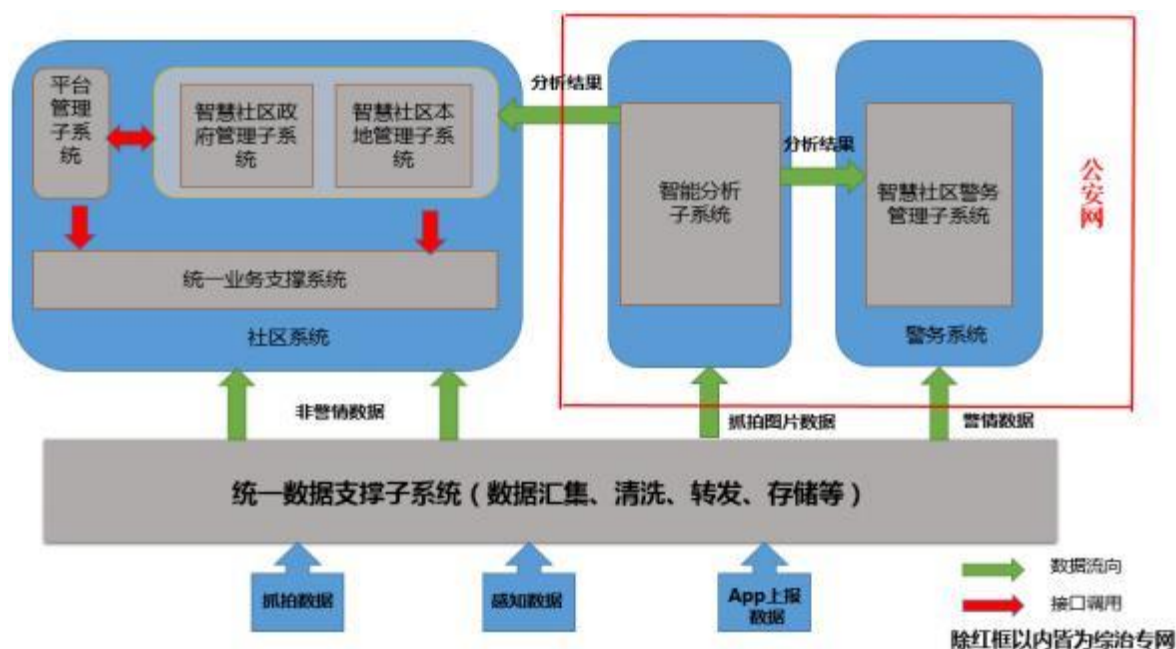 平台
管理
子系
统
智慧社区政
府管理子系
统
智慧社区本
地管理子系
统
统一业务支撑系统
社区系统
分析结果
智能分析
子系统
分析结果
智慧社区警务
管理子系统
警务系统
公安网
非警情数据
抓拍图片数据
警情数据
统一数据支撑子系统(数据汇集、清洗、转发、存储等)
抓拍数据
感知数据
App上报
数据
数据流向
接口调用
除红框以内皆为综治专网